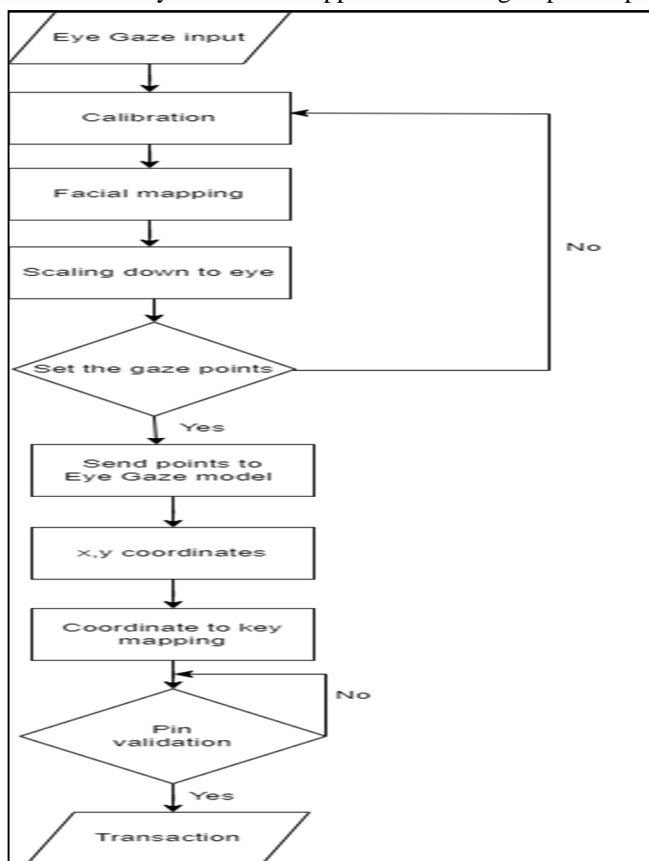 Eye Gaze input
Calibration
Facial mapping
No
Scaling down to eye
Set the gaze points
Yes
Send points to
Eye Gaze model
x,y coordinates
Coordinate to key
mapping
No
Pin
validation
Yes
Transaction